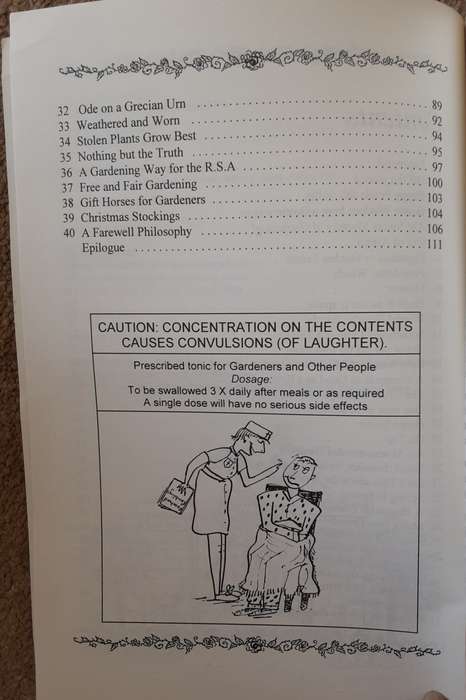 32 Ode on a Grecian Urn . . . . . . . . . . . . . . . . . . . . . . . . . . . . . . . . . . . . . 89
33 Weathered and Worn . . . . . . . . . . . . . . . . . . . . . . . . . . . . . . . . . . . . . 92
34 Stolen Plants Grow Best . . . . . . . . . . . . . . . . . . . . . . . . . . . . . . . . . . . 94
35 Nothing but the Truth . . . . . . . . . . . . . . . . . . . . . . . . . . . . . . . . . . . . . 95
36 A Gardening Way for the R.S.A . . . . . . . . . . . . . . . . . . . . . . . . . . . . . 97
37 Free and Fair Gardening . . . . . . . . . . . . . . . . . . . . . . . . . . . . . . . . . . . 100
38 Gift Horses for Gardeners . . . . . . . . . . . . . . . . . . . . . . . . . . . . . . . . . . 103
39 Christmas Stockings . . . . . . . . . . . . . . . . . . . . . . . . . . . . . . . . . . . . . . 104
40 A Farewell Philosophy . . . . . . . . . . . . . . . . . . . . . . . . . . . . . . . . . . . . 106
Epilogue . . . . . . . . . . . . . . . . . . . . . . . . . . . . . . . . . . . . . . . . . . . . . . . 111
CAUTION: CONCENTRATION ON THE CONTENTS
CAUSES CONVULSIONS (OF LAUGHTER).
Prescribed tonic for Gardeners and Other People
Dosage:
To be swallowed 3 X daily after meals or as required
A single dose will have no serious side effects